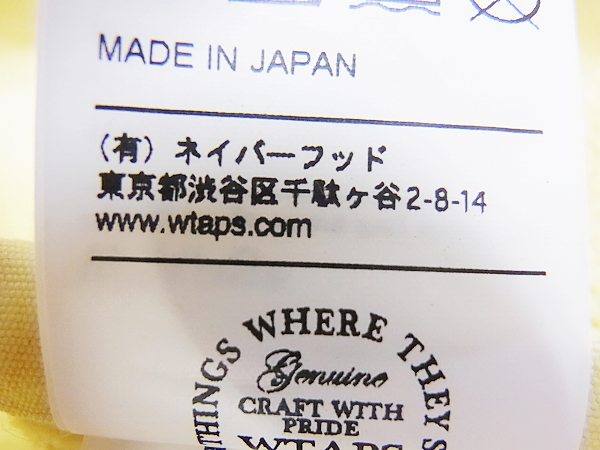 MADE IN JAPAN
(有) ネイバーフッド
東京都渋谷区千駄ヶ谷2-8-14
www.wtaps.com
THINGS WHERE THEY S
Genuine
CRAFT WITH
PRIDE
WTAPS